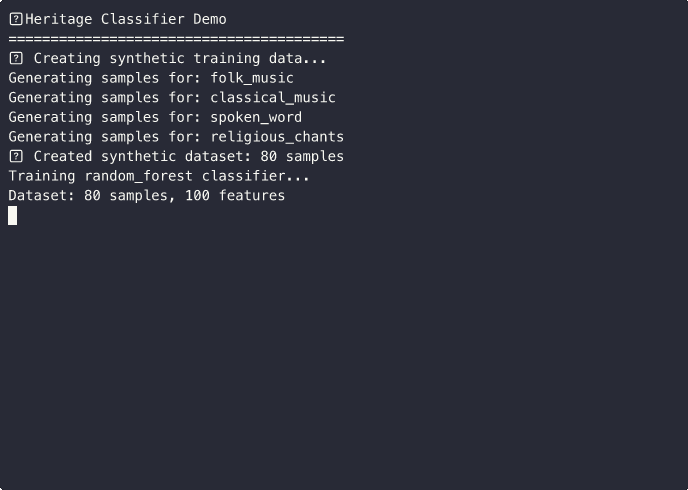 Heritage Classifier Demo
========================================
Creating synthetic training data...
Generating samples for: folk_music
Generating samples for: classical_music
Generating samples for: spoken_word
Generating samples for: religious_chants
Created synthetic dataset: 80 samples
Training random_forest classifier...
Dataset: 80 samples, 100 features